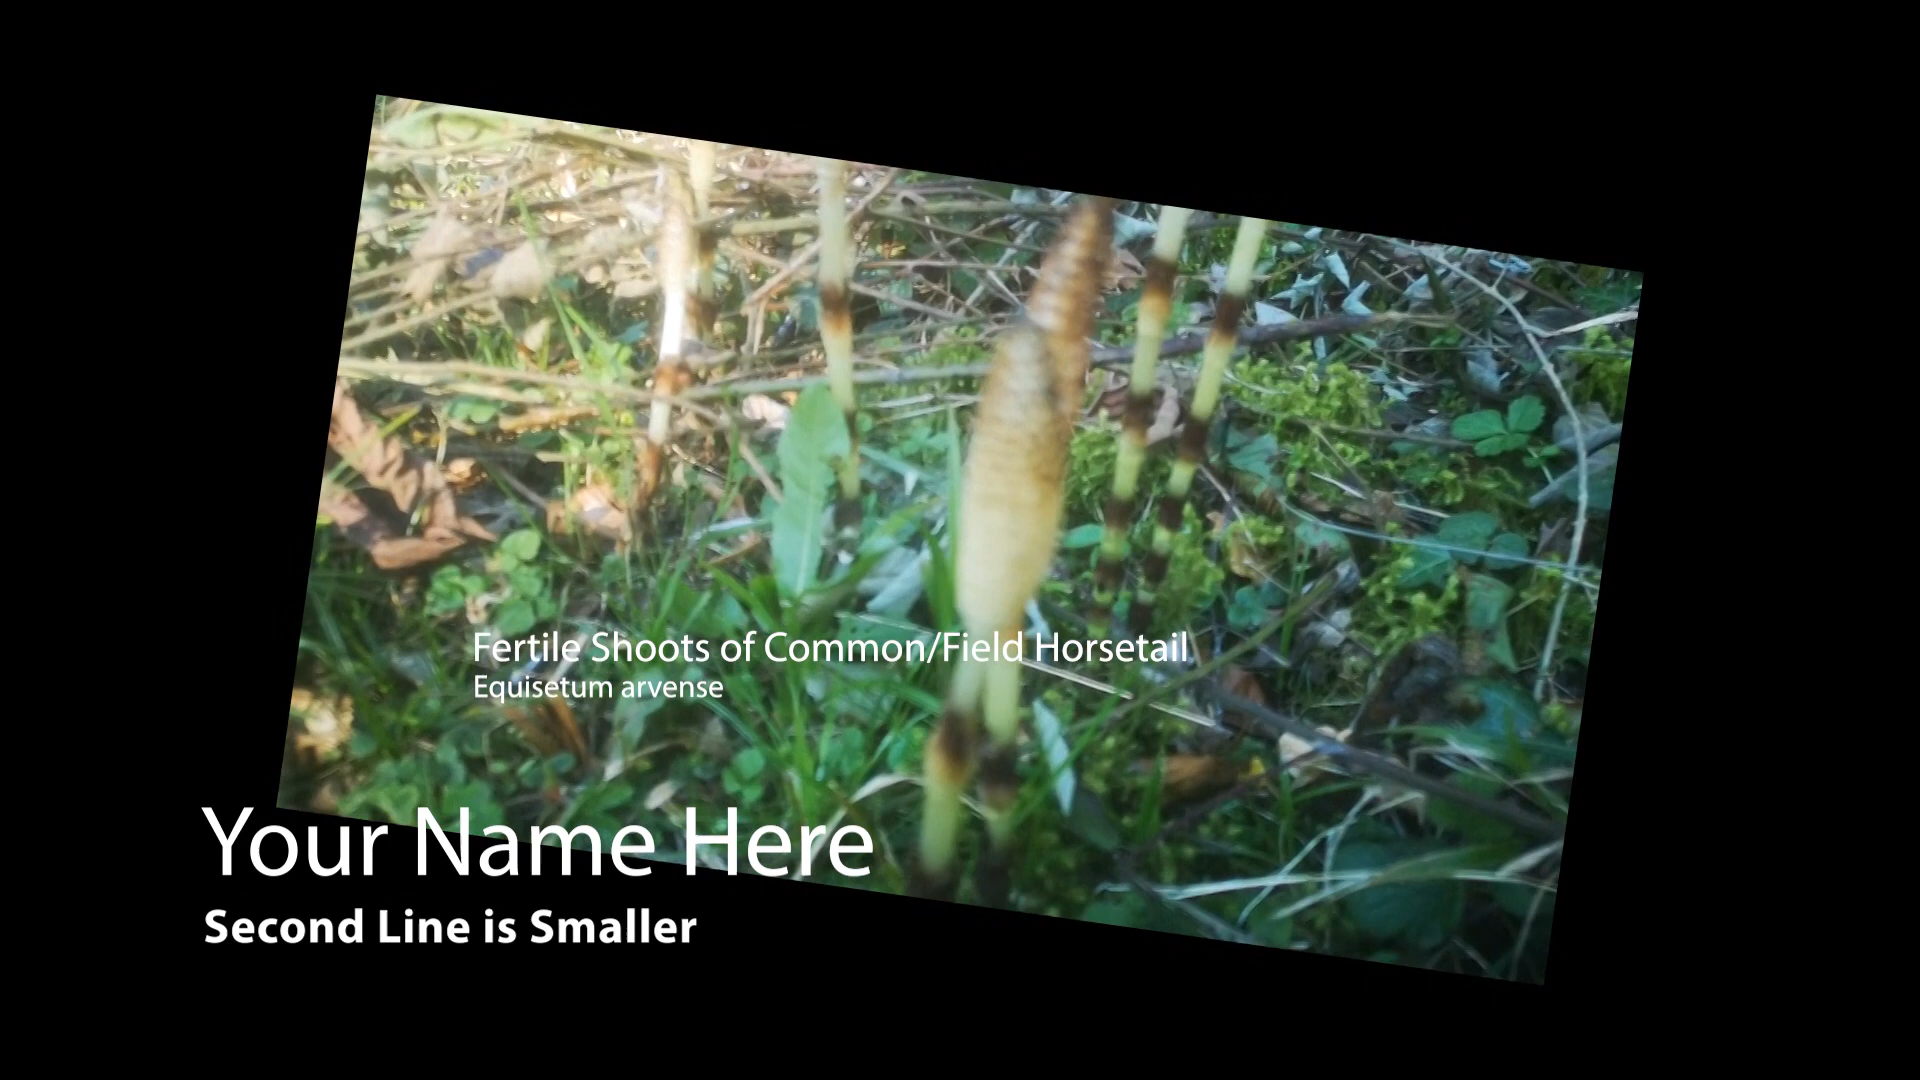 Fertile Shoots of Common/Field Horsetail
Equisetum arvense
Your Name Here
Second Line is Smaller